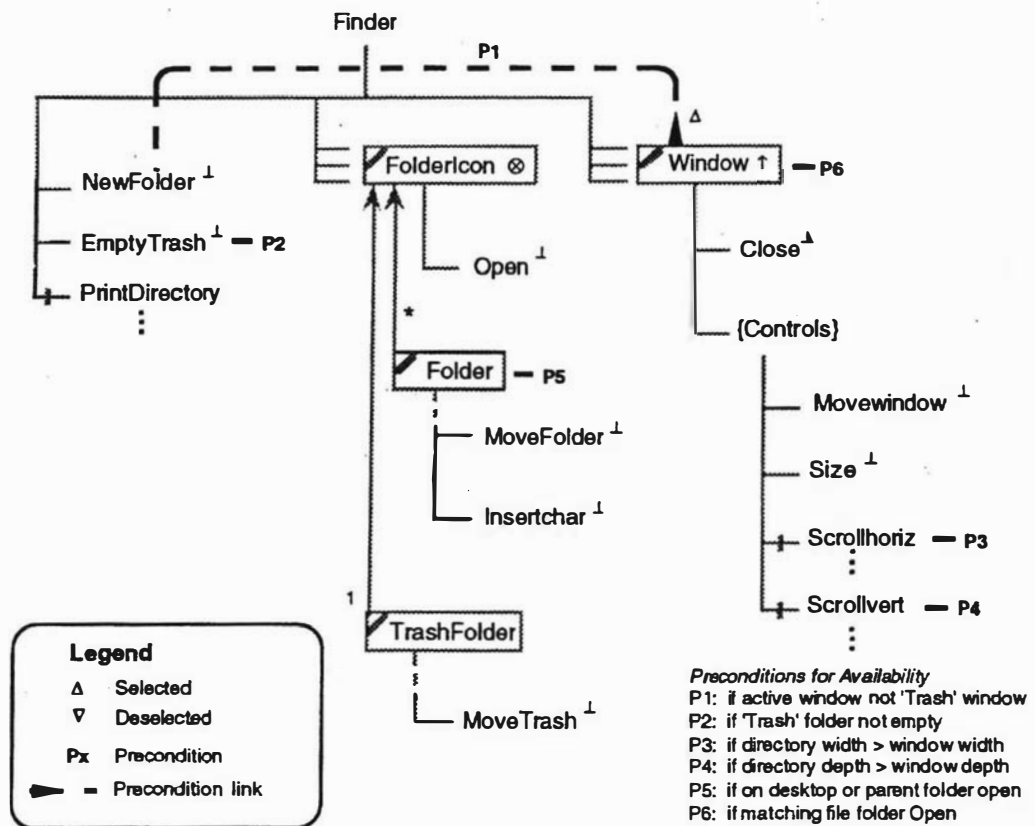 Finder
P1
Δ
FolderIcon ⊗
Window ↑
P6
NewFolder ⊥
EmptyTrash ⊥
P2
Open ⊥
Close
PrintDirectory
*
{Controls}
Folder
P5
Movewindow ⊥
MoveFolder ⊥
Size ⊥
Insertchar ⊥
Scrollhoriz
P3
1
Scrollvert
P4
TrashFolder
MoveTrash ⊥
Legend
Δ Selected
∇ Deselected
Px Precondition
Precondition link
Preconditions for Availability
P1: if active window not 'Trash' window
P2: if 'Trash' folder not empty
P3: if directory width > window width
P4: if directory depth > window depth
P5: if on desktop or parent folder open
P6: if matching file folder Open